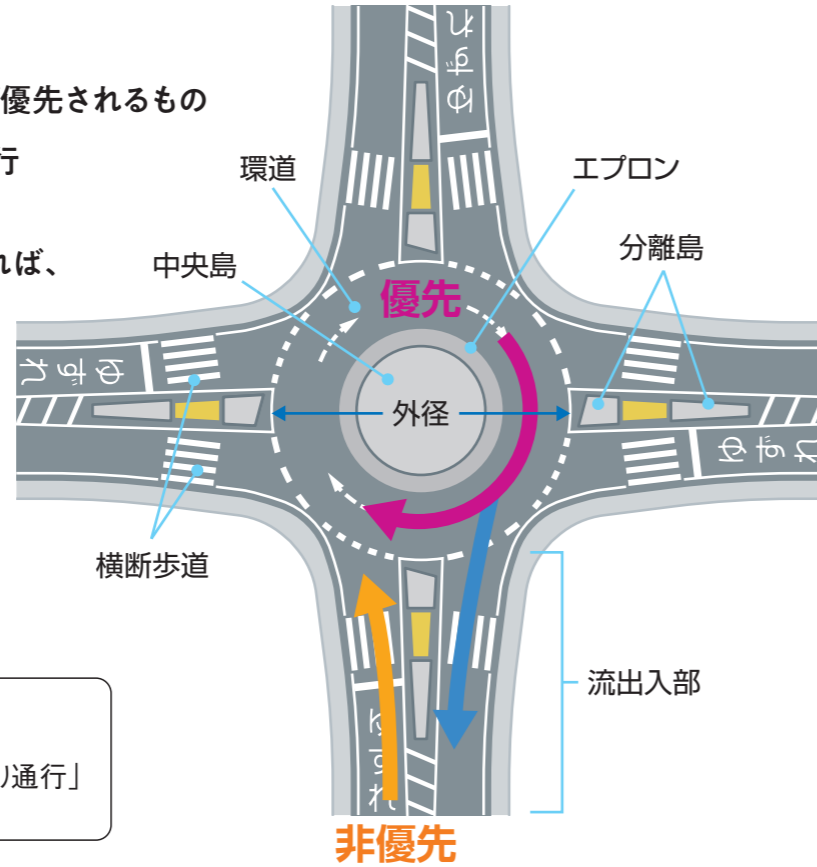 優先されるもの
行
れば、
環道
エプロン
中央島
分離島
優先
外径
横断歩道
流出入部
ゆずれ
ゆずれ
ゆずれ
ゆずれ
り通行」
非優先